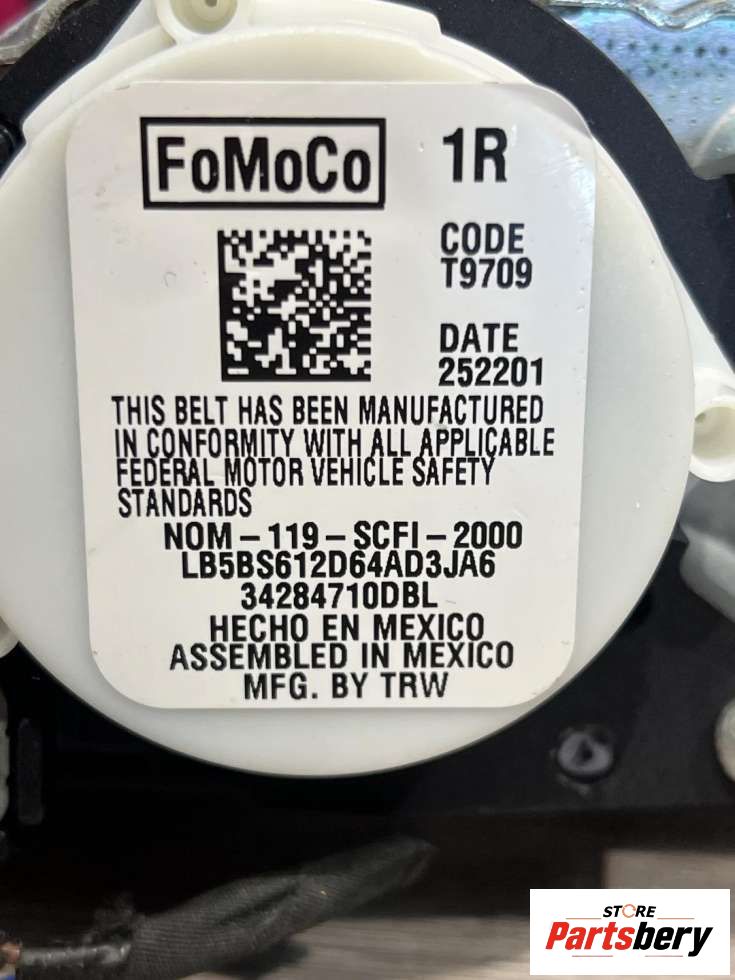 FoMoCo
1R
CODE
T9709
DATE
252201
THIS BELT HAS BEEN MANUFACTURED
IN CONFORMITY WITH ALL APPLICABLE
FEDERAL MOTOR VEHICLE SAFETY
STANDARDS
NOM-119-SCFI-2000
LB5BS612D64AD3JA6
34284710DBL
HECHO EN MEXICO
ASSEMBLED IN MEXICO
MFG. BY TRW
STORE
Partsbery